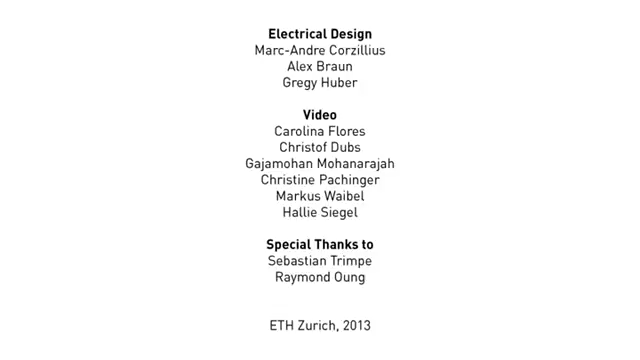 Electrical Design
Marc-Andre Corzillius
Alex Braun
Gregy Huber
Video
Carolina Flores
Christof Dubs
Gajamohan Mohanarajah
Christine Pachinger
Markus Waibel
Hallie Siegel
Special Thanks to
Sebastian Trimpe
Raymond Oung
ETH Zurich, 2013